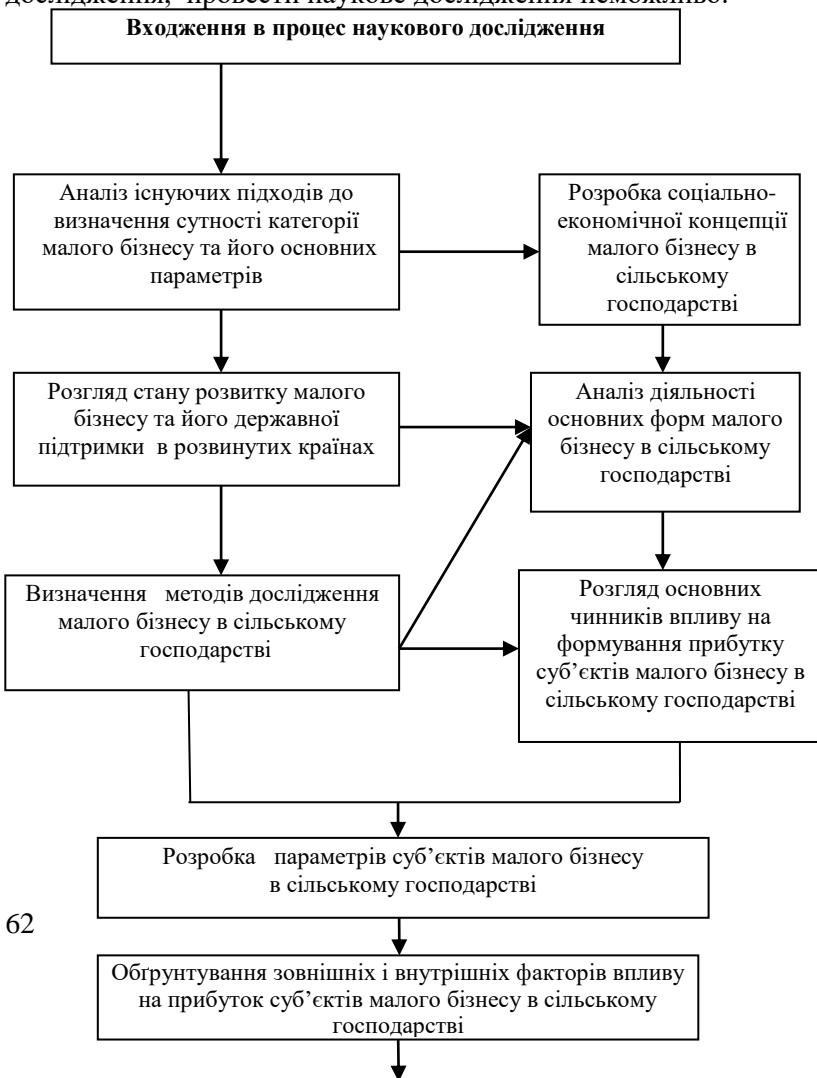 дослідження, провести наукове дослідження неможливо.
Входження в процес наукового дослідження
Аналіз існуючих підходів до
визначення сутності категорії
малого бізнесу та його основних
параметрів
Розробка соціально-
економічної концепції
малого бізнесу в
сільському
господарстві
Розгляд стану розвитку малого
бізнесу та його державної
підтримки в розвинутих країнах
Аналіз діяльності
основних форм малого
бізнесу в сільському
господарстві
Визначення методів дослідження
малого бізнесу в сільському
господарстві
Розгляд основних
чинників впливу на
формування прибутку
суб’єктів малого бізнесу в
сільському господарстві
Розробка параметрів суб’єктів малого бізнесу
в сільському господарстві
62
Обґрунтування зовнішніх і внутрішніх факторів впливу
на прибуток суб’єктів малого бізнесу в сільському
господарстві